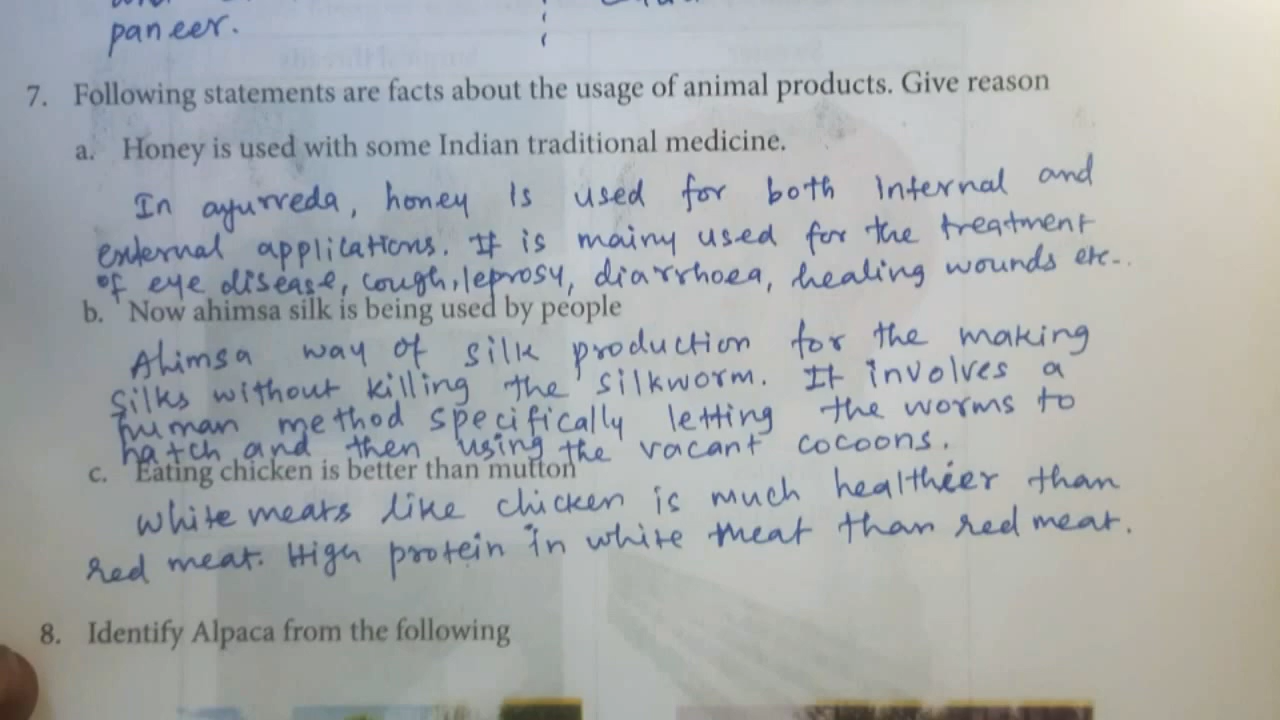 paneer.
7. Following statements are facts about the usage of animal products. Give reason
a. Honey is used with some Indian traditional medicine.
In ayurveda, honey is used for both internal and
external applications. It is mainy used for the treatment
of eye disease, cough, leprosy, diarrhoea, healing wounds etc...
b. Now ahimsa silk is being used by people
Ahimsa way of silk production for the making
silks without killing the silkworm. It involves a
human method specifically letting the worms to
hatch and then using the vacant cocoons.
c. Eating chicken is better than mutton
White meats like chicken is much healthier than
red meat. High protein in white meat than red meat.
8. Identify Alpaca from the following